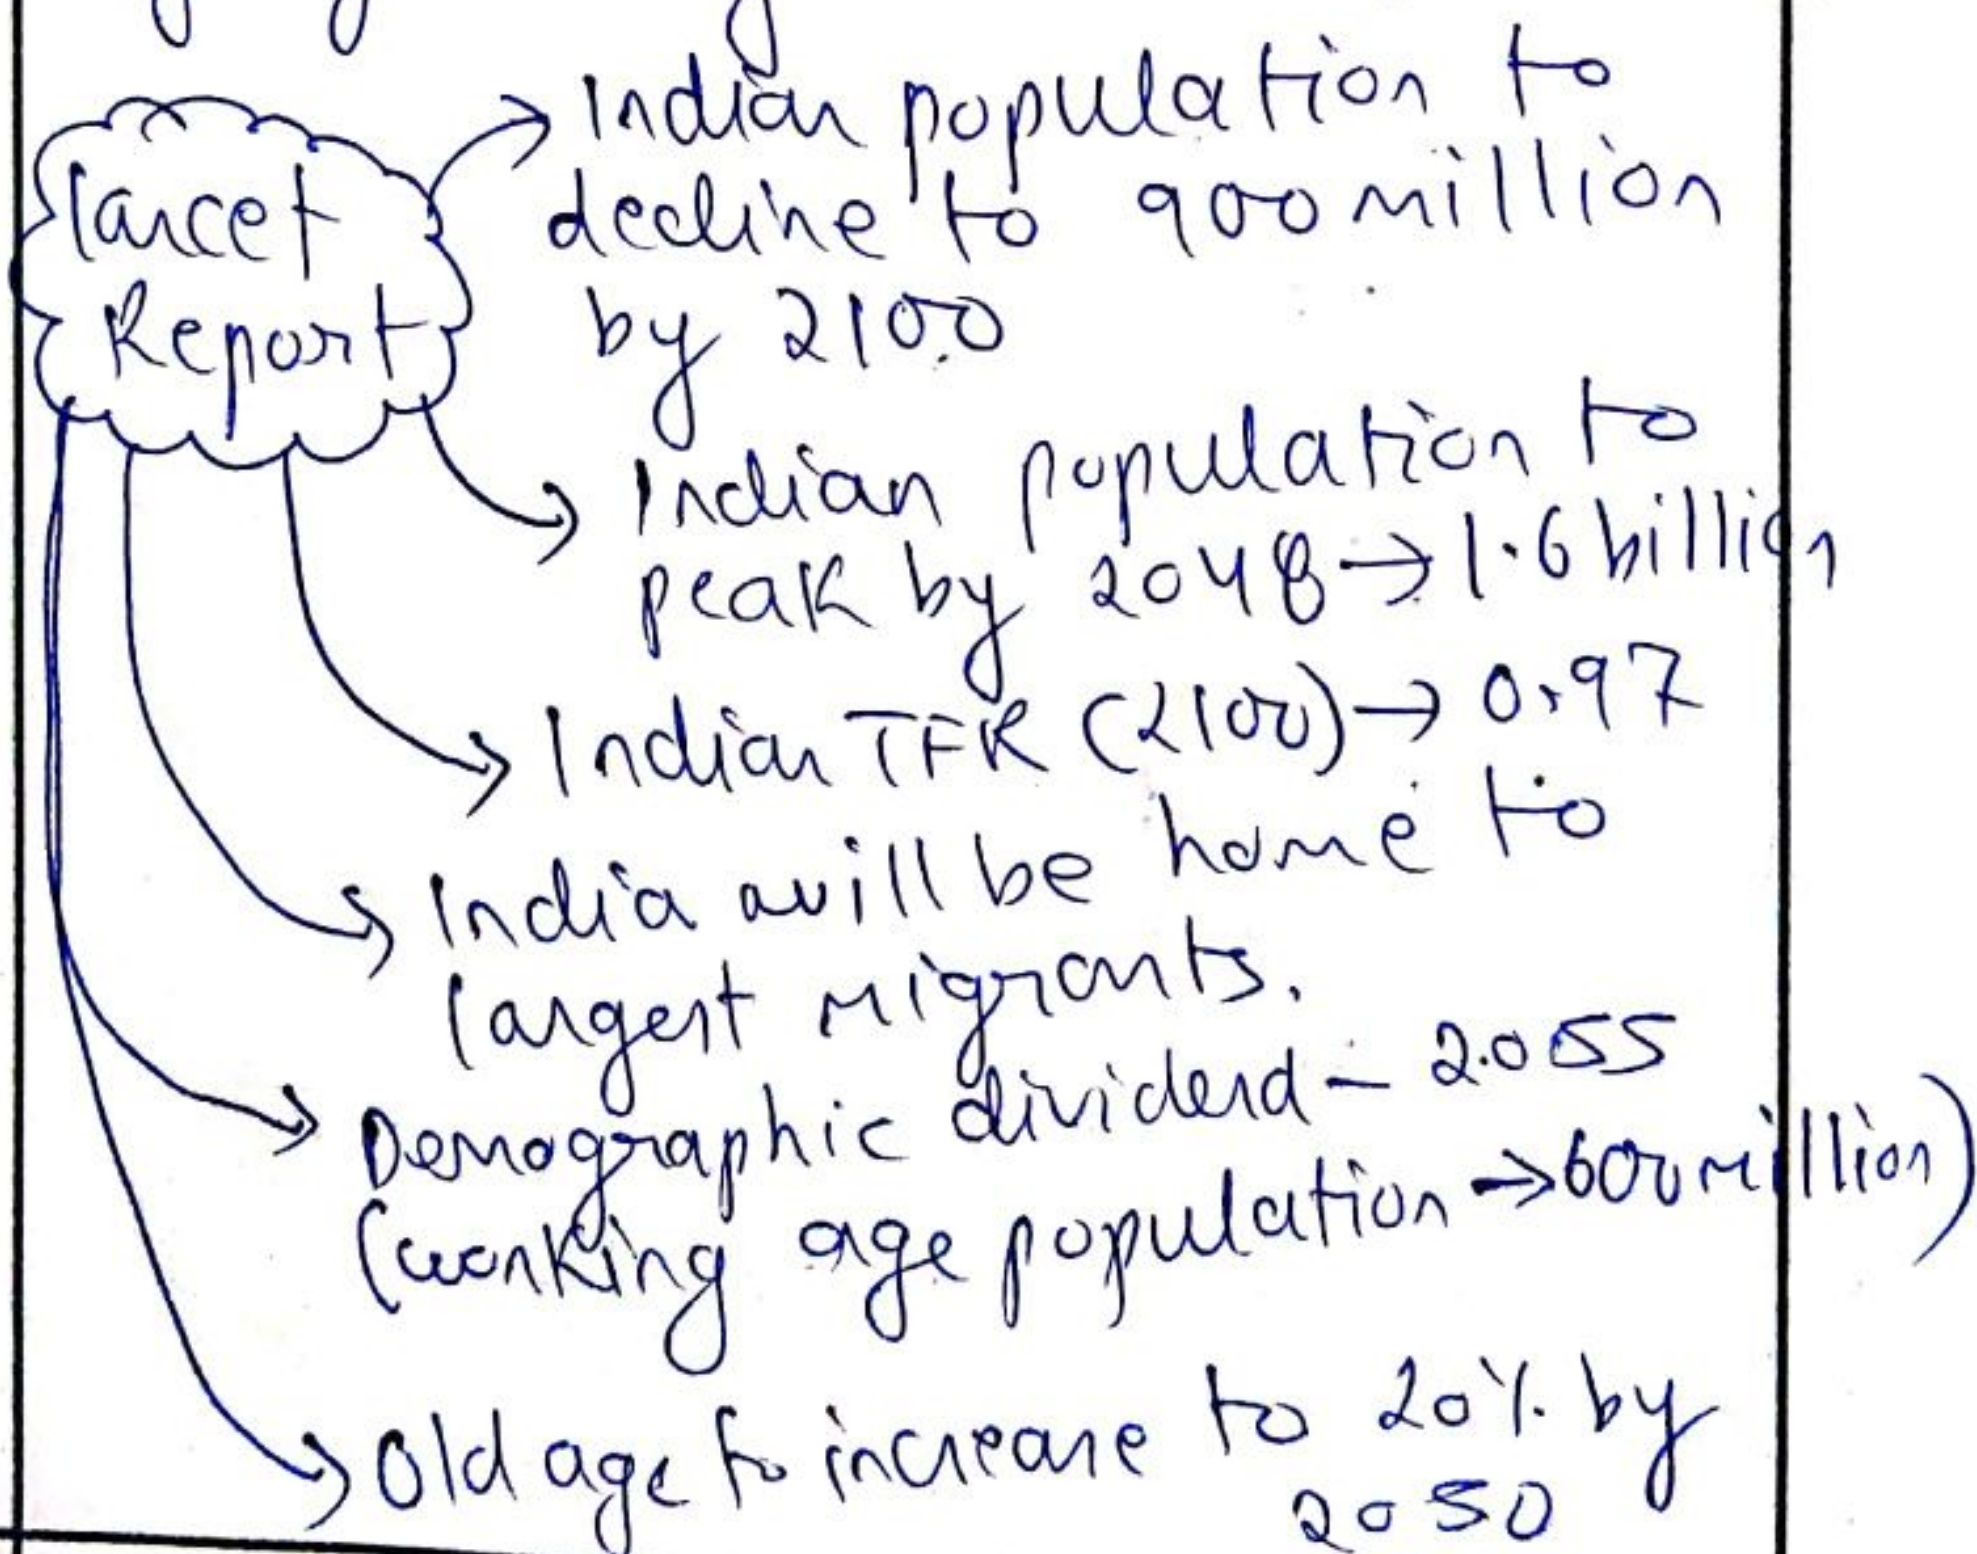 Lancet
Report
Indian population to
decline to 900 million
by 2100
Indian population to
peak by 2048 → 1.6 billion
Indian TFR (2100) → 0.97
India will be home to
largest migrants.
Demographic dividend - 2055
(working age population → 600 million)
Old age to increase to 20% by
2050